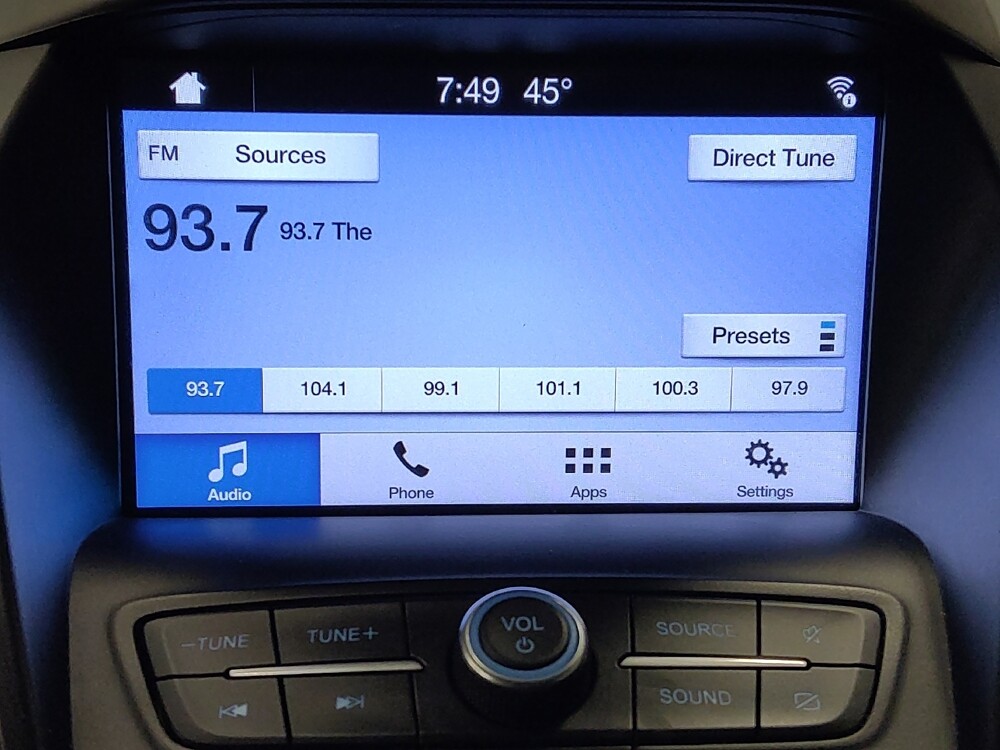 7:49 45°
FM Sources Direct Tune
93.7 93.7 The
Presets
93.7 104.1 99.1 101.1 100.3 97.9
Audio Phone Apps Settings
–TUNE TUNE+ VOL SOURCE
SOUND